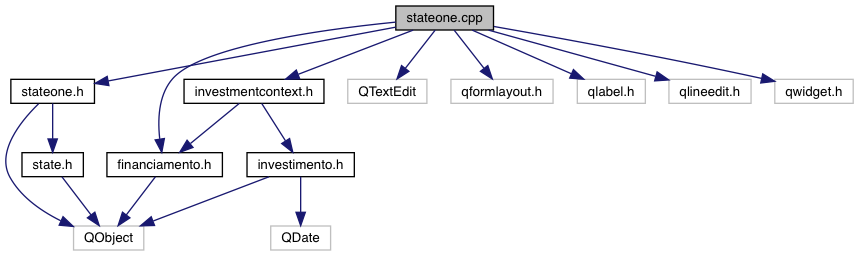 stateone.cpp
stateone.h
investmentcontext.h
QTextEdit
qformlayout.h
qlabel.h
qlineedit.h
qwidget.h
state.h
financiamento.h
investimento.h
QObject
QDate